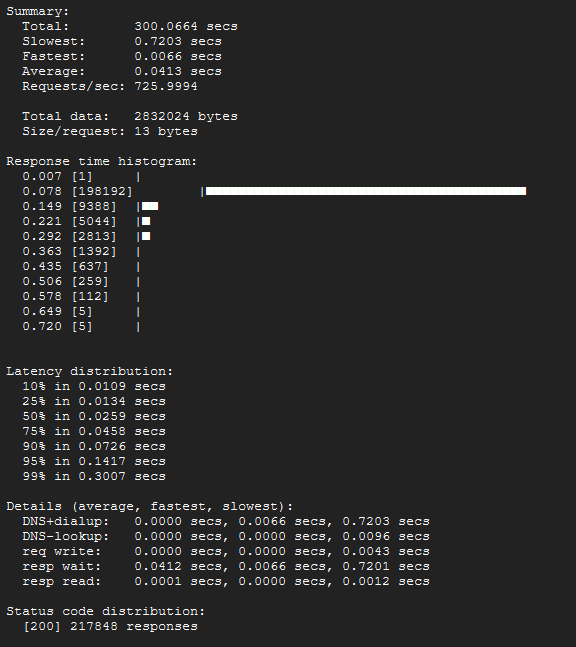 Summary:
  Total:        300.0664 secs
  Slowest:      0.7203 secs
  Fastest:      0.0066 secs
  Average:      0.0413 secs
  Requests/sec: 725.9994

  Total data:   2832024 bytes
  Size/request: 13 bytes

Response time histogram:
  0.007 [1]     |
  0.078 [198192]        |■■■■■■■■■■■■■■■■■■■■■■■■■■■■■■■■■■■■■■■■
  0.149 [9388]  |■■
  0.221 [5044]  |■
  0.292 [2813]  |■
  0.363 [1392]  |
  0.435 [637]   |
  0.506 [259]   |
  0.578 [112]   |
  0.649 [5]     |
  0.720 [5]     |

Latency distribution:
  10% in 0.0109 secs
  25% in 0.0134 secs
  50% in 0.0259 secs
  75% in 0.0458 secs
  90% in 0.0726 secs
  95% in 0.1417 secs
  99% in 0.3007 secs

Details (average, fastest, slowest):
  DNS+dialup:   0.0000 secs, 0.0066 secs, 0.7203 secs
  DNS-lookup:   0.0000 secs, 0.0000 secs, 0.0096 secs
  req write:    0.0000 secs, 0.0000 secs, 0.0043 secs
  resp wait:    0.0412 secs, 0.0066 secs, 0.7201 secs
  resp read:    0.0001 secs, 0.0000 secs, 0.0012 secs

Status code distribution:
  [200] 217848 responses